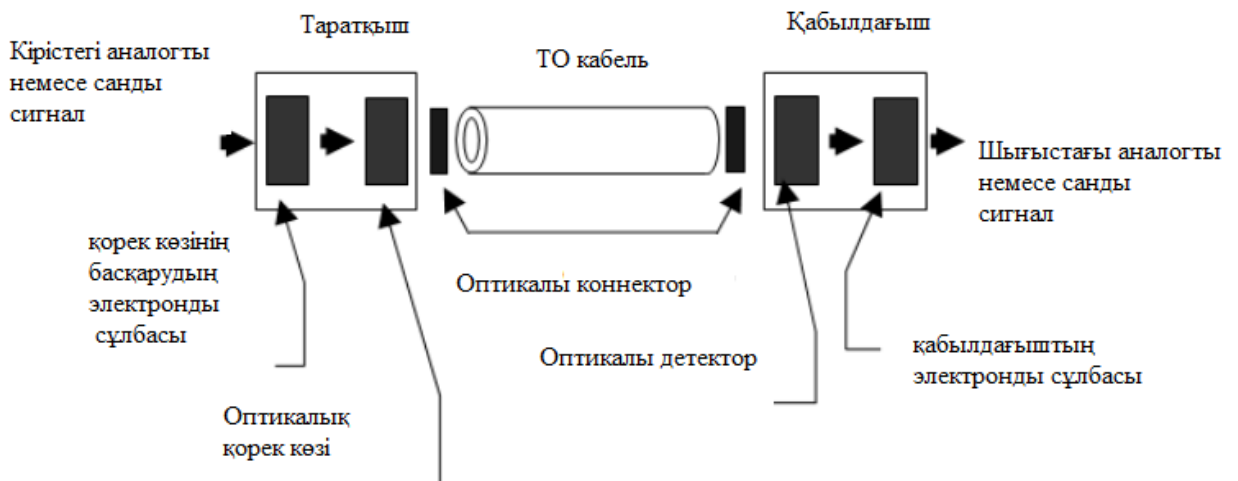 Таратқыш
Қабылдағыш
Кірістегі аналогты
немесе санды
сигнал
ТО кабель
Шығыстағы аналогты
немесе санды
сигнал
қорек көзінің
басқарудың
электронды
сұлбасы
Оптикалы коннектор
Оптикалы детектор
қабылдағыштың
электронды сұлбасы
Оптикалық
қорек көзі